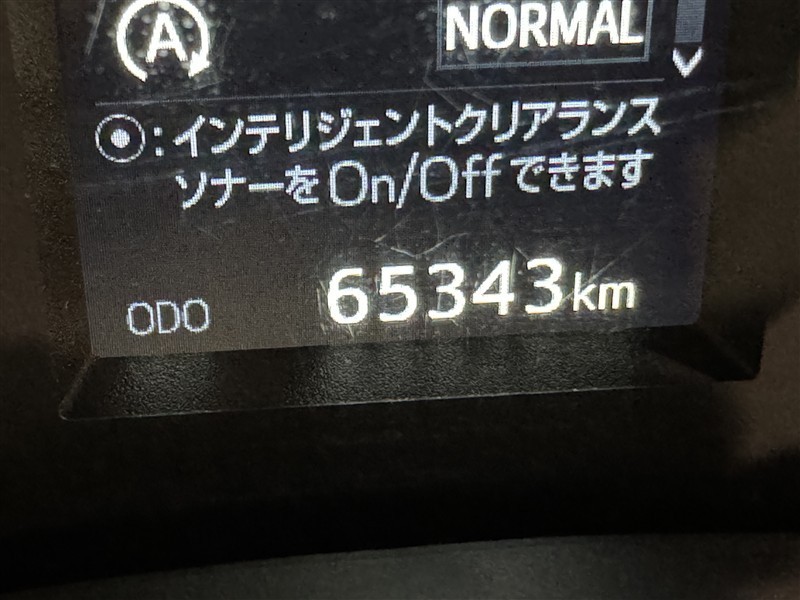 A
NORMAL
⦿:インテリジェントクリアランス
ソナーをOn/Offできます
ODO 65343km